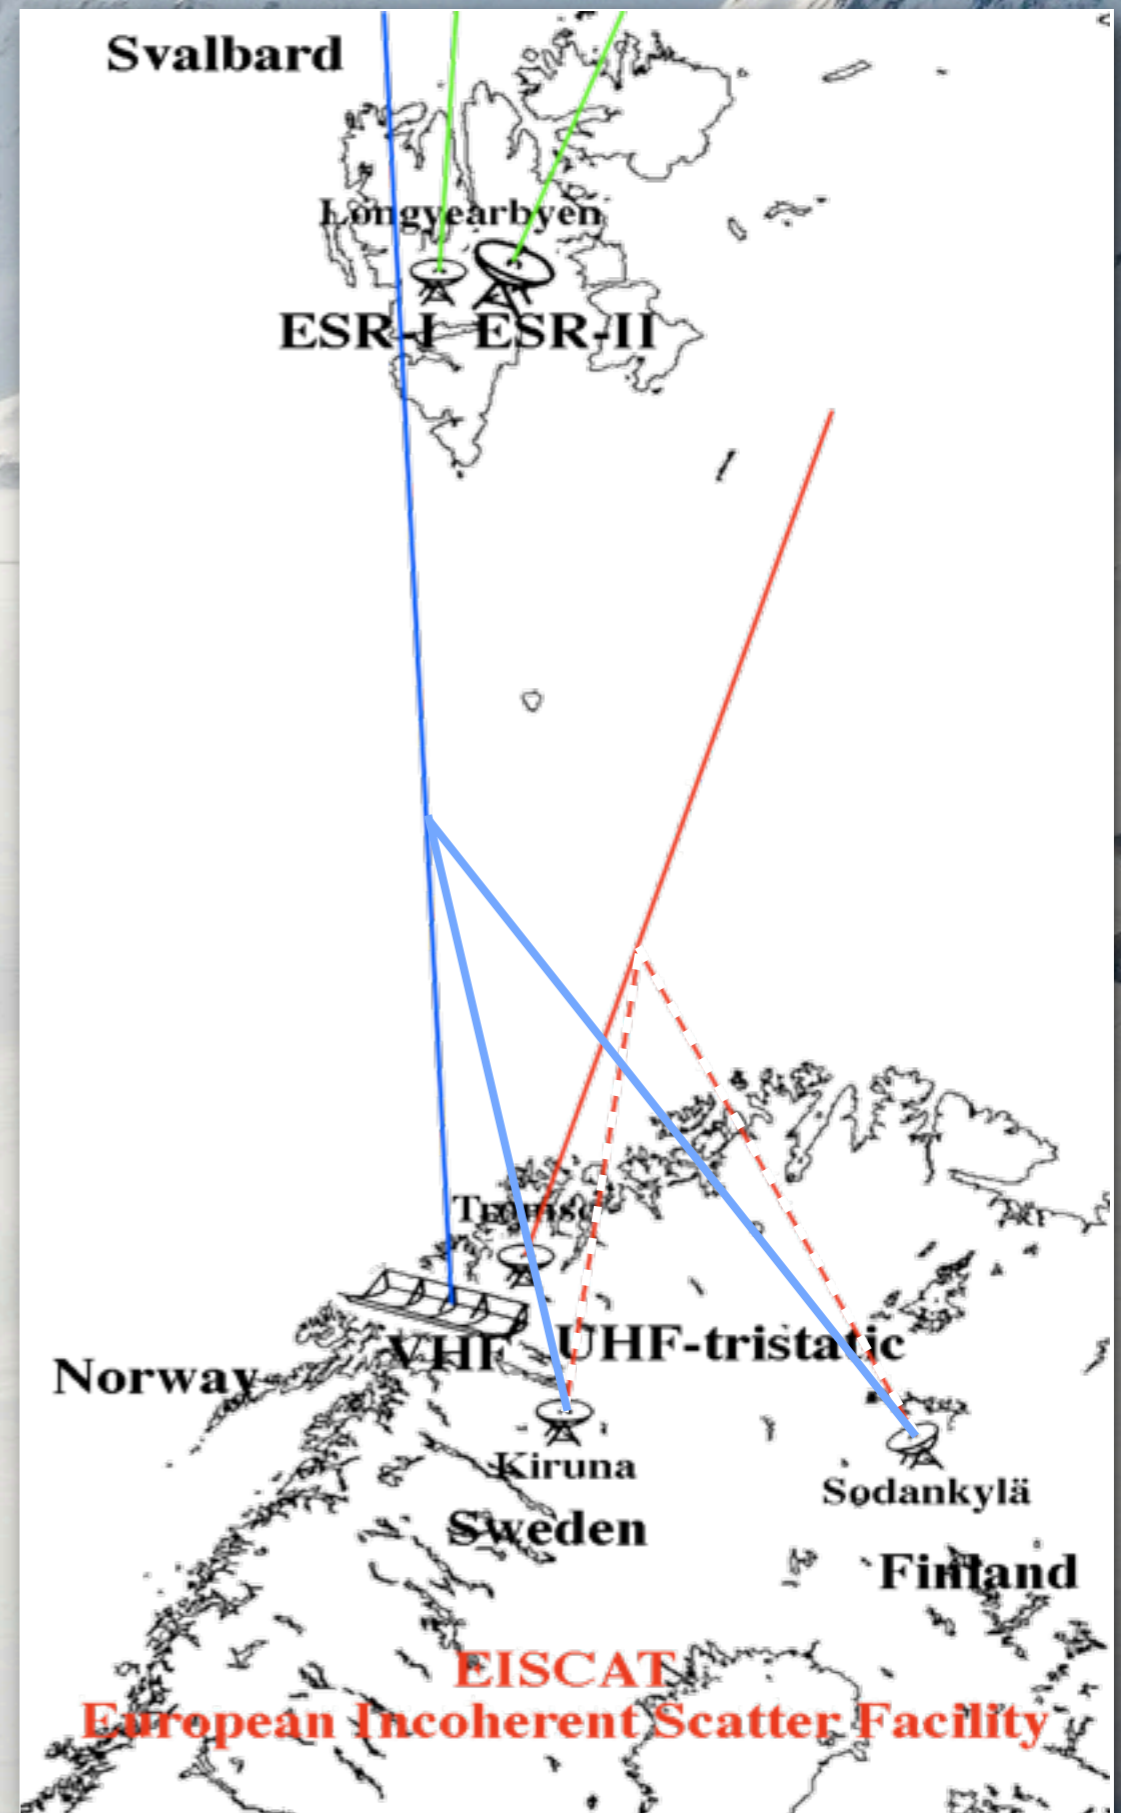 Svalbard
Longyearbyen
ESR-I ESR-II
Tromsø
VHF UHF-tristatic
Norway
Kiruna
Sodankylä
Sweden
Finland
EISCAT
European Incoherent Scatter Facility